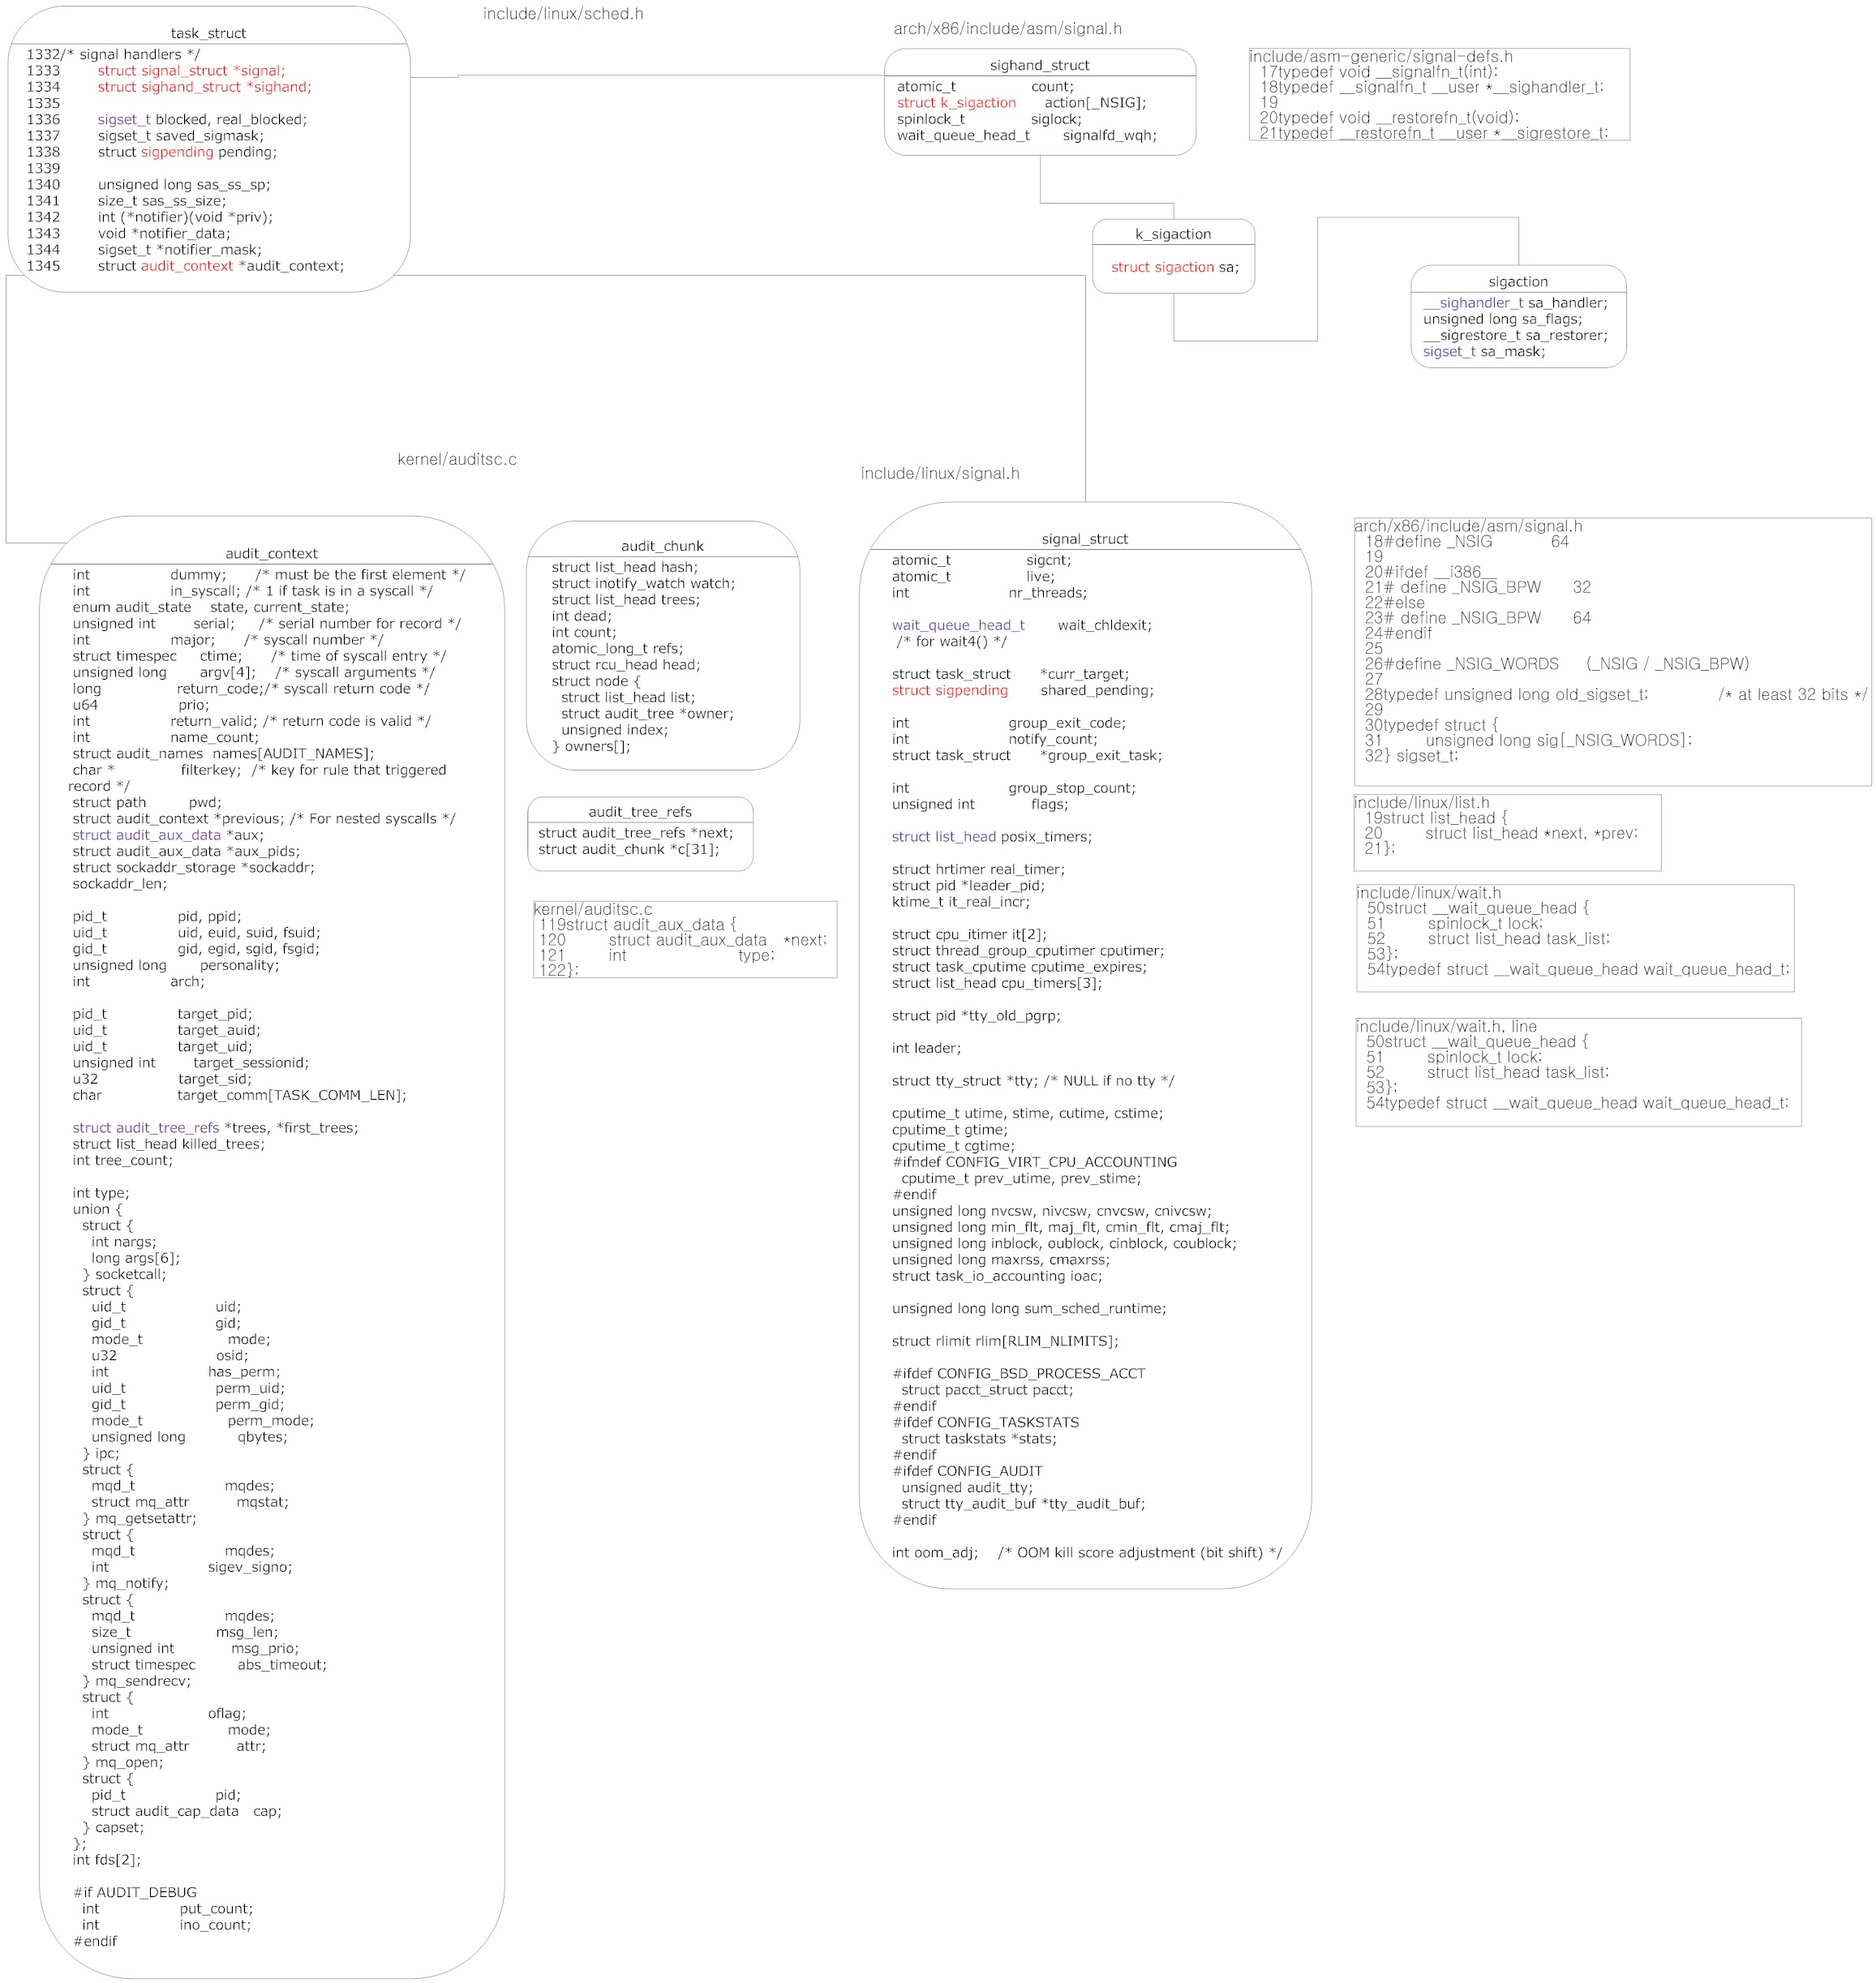 include/linux/sched.h
task_struct
1332/* signal handlers */
1333 struct signal_struct *signal;
1334 struct sighand_struct *sighand;
1335
1336 sigset_t blocked, real_blocked;
1337 sigset_t saved_sigmask;
1338 struct sigpending pending;
1339
1340 unsigned long sas_ss_sp;
1341 size_t sas_ss_size;
1342 int (*notifier)(void *priv);
1343 void *notifier_data;
1344 sigset_t *notifier_mask;
1345 struct audit_context *audit_context;
arch/x86/include/asm/signal.h
sighand_struct
atomic_t count;
struct k_sigaction action[_NSIG];
spinlock_t siglock;
wait_queue_head_t signalfd_wqh;
include/asm-generic/signal-defs.h
17typedef void __signalfn_t(int);
18typedef __signalfn_t __user *__sighandler_t;
19
20typedef void __restorefn_t(void);
21typedef __restorefn_t __user *__sigrestore_t;
k_sigaction
struct sigaction sa;
sigaction
__sighandler_t sa_handler;
unsigned long sa_flags;
__sigrestore_t sa_restorer;
sigset_t sa_mask;
kernel/auditsc.c
audit_context
int dummy; /* must be the first element */
int in_syscall; /* 1 if task is in a syscall */
enum audit_state state, current_state;
unsigned int serial; /* serial number for record */
int major; /* syscall number */
struct timespec ctime; /* time of syscall entry */
unsigned long argv[4]; /* syscall arguments */
long return_code;/* syscall return code */
u64 prio;
int return_valid; /* return code is valid */
int name_count;
struct audit_names names[AUDIT_NAMES];
char * filterkey; /* key for rule that triggered
record */
struct path pwd;
struct audit_context *previous; /* For nested syscalls */
struct audit_aux_data *aux;
struct audit_aux_data *aux_pids;
struct sockaddr_storage *sockaddr;
sockaddr_len;
pid_t pid, ppid;
uid_t uid, euid, suid, fsuid;
gid_t gid, egid, sgid, fsgid;
unsigned long personality;
int arch;
pid_t target_pid;
uid_t target_auid;
uid_t target_uid;
unsigned int target_sessionid;
u32 target_sid;
char target_comm[TASK_COMM_LEN];
struct audit_tree_refs *trees, *first_trees;
struct list_head killed_trees;
int tree_count;
int type;
union {
struct {
int nargs;
long args[6];
} socketcall;
struct {
uid_t uid;
gid_t gid;
mode_t mode;
u32 osid;
int has_perm;
uid_t perm_uid;
gid_t perm_gid;
mode_t perm_mode;
unsigned long qbytes;
} ipc;
struct {
mqd_t mqdes;
struct mq_attr mqstat;
} mq_getsetattr;
struct {
mqd_t mqdes;
int sigev_signo;
} mq_notify;
struct {
mqd_t mqdes;
size_t msg_len;
unsigned int msg_prio;
struct timespec abs_timeout;
} mq_sendrecv;
struct {
int oflag;
mode_t mode;
struct mq_attr attr;
} mq_open;
struct {
pid_t pid;
struct audit_cap_data cap;
} capset;
};
int fds[2];
#if AUDIT_DEBUG
int put_count;
int ino_count;
#endif
audit_chunk
struct list_head hash;
struct inotify_watch watch;
struct list_head trees;
int dead;
int count;
atomic_long_t refs;
struct rcu_head head;
struct node {
struct list_head list;
struct audit_tree *owner;
unsigned index;
} owners[];
audit_tree_refs
struct audit_tree_refs *next;
struct audit_chunk *c[31];
kernel/auditsc.c
119struct audit_aux_data {
120 struct audit_aux_data *next;
121 int type;
122};
include/linux/signal.h
signal_struct
atomic_t sigcnt;
atomic_t live;
int nr_threads;
wait_queue_head_t wait_chldexit;
/* for wait4() */
struct task_struct *curr_target;
struct sigpending shared_pending;
int group_exit_code;
int notify_count;
struct task_struct *group_exit_task;
int group_stop_count;
unsigned int flags;
struct list_head posix_timers;
struct hrtimer real_timer;
struct pid *leader_pid;
ktime_t it_real_incr;
struct cpu_itimer it[2];
struct thread_group_cputimer cputimer;
struct task_cputime cputime_expires;
struct list_head cpu_timers[3];
struct pid *tty_old_pgrp;
int leader;
struct tty_struct *tty; /* NULL if no tty */
cputime_t utime, stime, cutime, cstime;
cputime_t gtime;
cputime_t cgtime;
#ifndef CONFIG_VIRT_CPU_ACCOUNTING
cputime_t prev_utime, prev_stime;
#endif
unsigned long nvcsw, nivcsw, cnvcsw, cnivcsw;
unsigned long min_flt, maj_flt, cmin_flt, cmaj_flt;
unsigned long inblock, oublock, cinblock, coublock;
unsigned long maxrss, cmaxrss;
struct task_io_accounting ioac;
unsigned long long sum_sched_runtime;
struct rlimit rlim[RLIM_NLIMITS];
#ifdef CONFIG_BSD_PROCESS_ACCT
struct pacct_struct pacct;
#endif
#ifdef CONFIG_TASKSTATS
struct taskstats *stats;
#endif
#ifdef CONFIG_AUDIT
unsigned audit_tty;
struct tty_audit_buf *tty_audit_buf;
#endif
int oom_adj; /* OOM kill score adjustment (bit shift) */
arch/x86/include/asm/signal.h
18#define _NSIG 64
19
20#ifdef __i386__
21# define _NSIG_BPW 32
22#else
23# define _NSIG_BPW 64
24#endif
25
26#define _NSIG_WORDS (_NSIG / _NSIG_BPW)
27
28typedef unsigned long old_sigset_t; /* at least 32 bits */
29
30typedef struct {
31 unsigned long sig[_NSIG_WORDS];
32} sigset_t;
include/linux/list.h
19struct list_head {
20 struct list_head *next, *prev;
21};
include/linux/wait.h
50struct __wait_queue_head {
51 spinlock_t lock;
52 struct list_head task_list;
53};
54typedef struct __wait_queue_head wait_queue_head_t;
include/linux/wait.h, line
50struct __wait_queue_head {
51 spinlock_t lock;
52 struct list_head task_list;
53};
54typedef struct __wait_queue_head wait_queue_head_t;